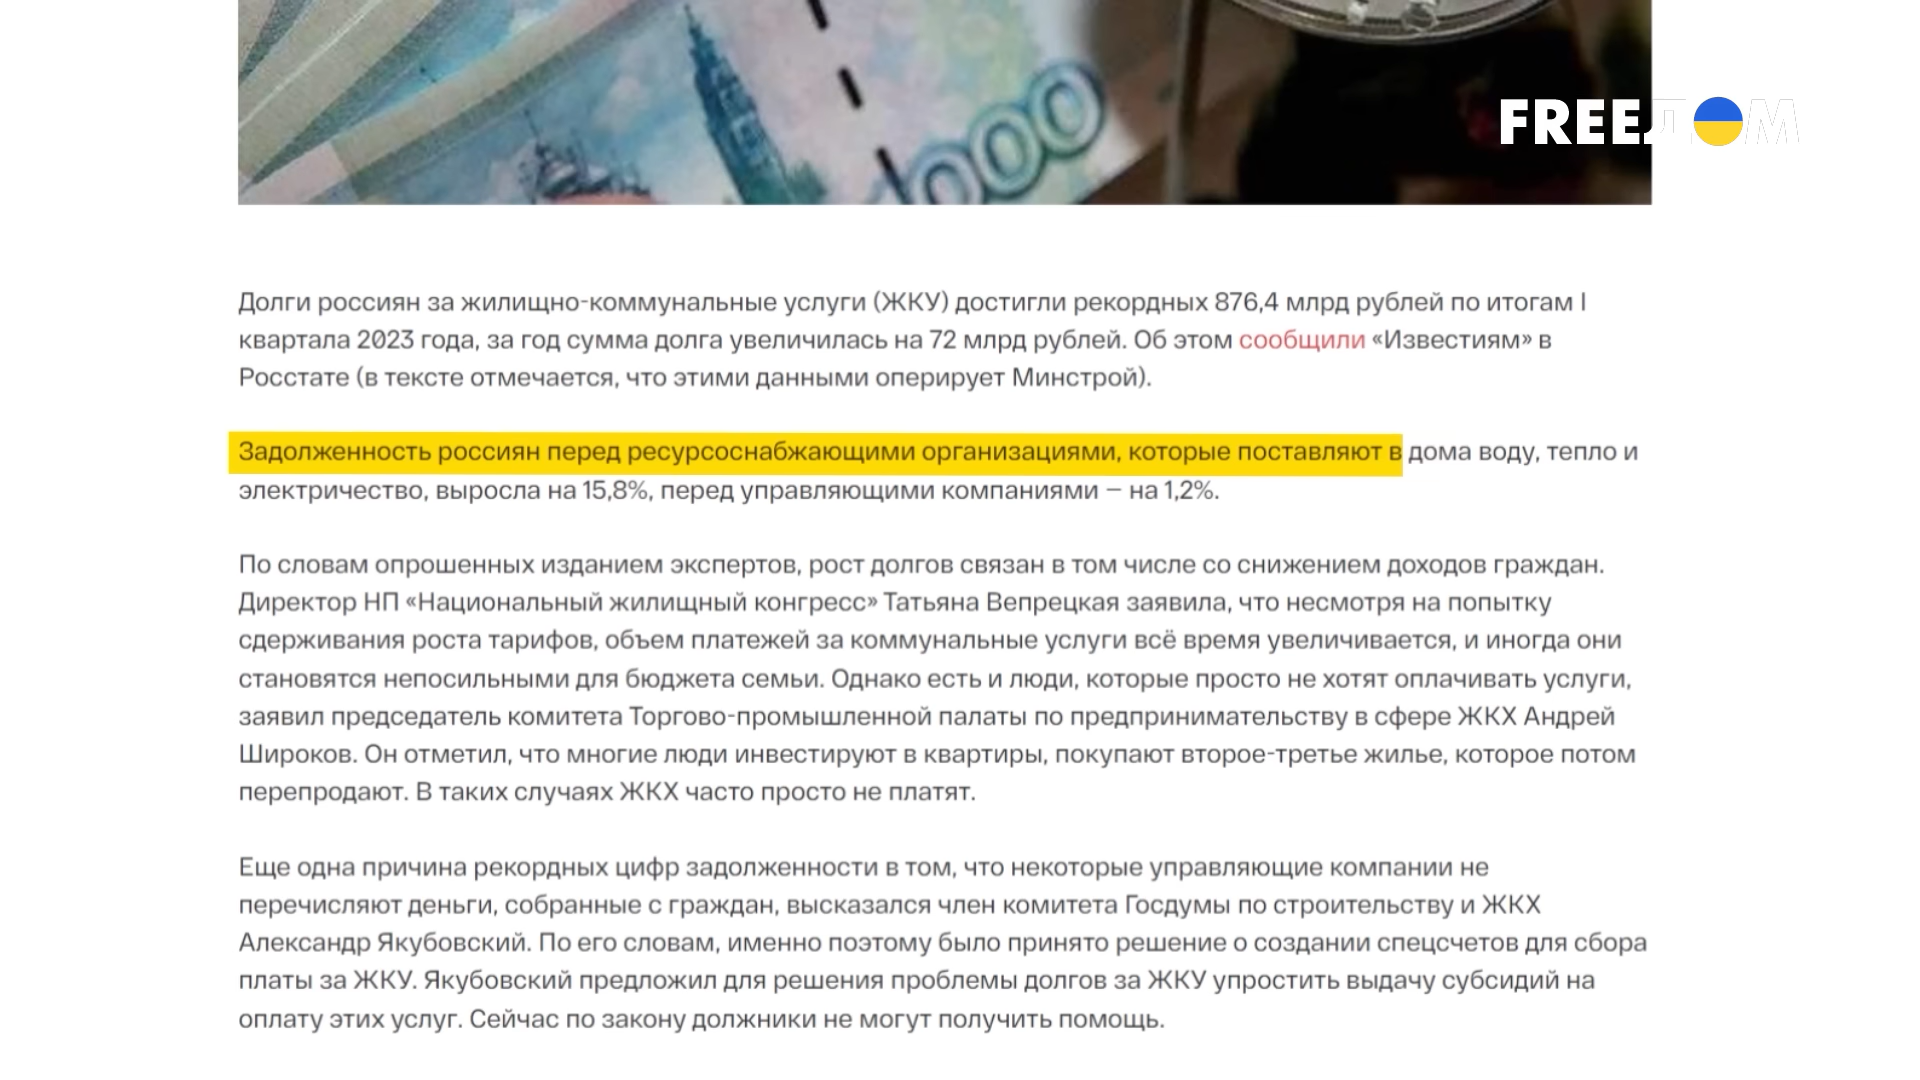 000
FREEДОМ
Долги россиян за жилищно-коммунальные услуги (ЖКУ) достигли рекордных 876,4 млрд рублей по итогам I
квартала 2023 года, за год сумма долга увеличилась на 72 млрд рублей. Об этом сообщили «Известиям» в
Росстате (в тексте отмечается, что этими данными оперирует Минстрой).
Задолженность россиян перед ресурсоснабжающими организациями, которые поставляют в дома воду, тепло и
электричество, выросла на 15,8%, перед управляющими компаниями — на 1,2%.
По словам опрошенных изданием экспертов, рост долгов связан в том числе со снижением доходов граждан.
Директор НП «Национальный жилищный конгресс» Татьяна Вепрецкая заявила, что несмотря на попытку
сдерживания роста тарифов, объем платежей за коммунальные услуги всё время увеличивается, и иногда они
становятся непосильными для бюджета семьи. Однако есть и люди, которые просто не хотят оплачивать услуги,
заявил председатель комитета Торгово-промышленной палаты по предпринимательству в сфере ЖКХ Андрей
Широков. Он отметил, что многие люди инвестируют в квартиры, покупают второе-третье жилье, которое потом
перепродают. В таких случаях ЖКХ часто просто не платят.
Еще одна причина рекордных цифр задолженности в том, что некоторые управляющие компании не
перечисляют деньги, собранные с граждан, высказался член комитета Госдумы по строительству и ЖКХ
Александр Якубовский. По его словам, именно поэтому было принято решение о создании спецсчетов для сбора
платы за ЖКУ. Якубовский предложил для решения проблемы долгов за ЖКУ упростить выдачу субсидий на
оплату этих услуг. Сейчас по закону должники не могут получить помощь.